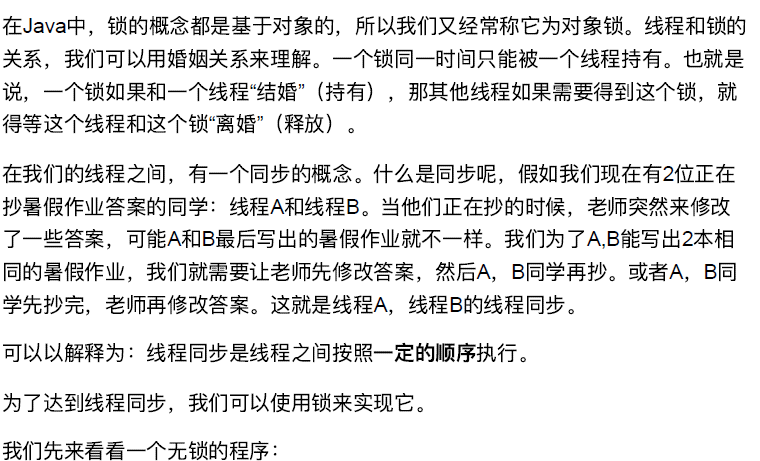 在Java中，锁的概念都是基于对象的，所以我们又经常称它为对象锁。线程和锁的
关系，我们可以用婚姻关系来理解。一个锁同一时间只能被一个线程持有。也就是
说，一个锁如果和一个线程“结婚”（持有），那其他线程如果需要得到这个锁，就
得等这个线程和这个锁“离婚”（释放）。
在我们的线程之间，有一个同步的概念。什么是同步呢，假如我们现在有2位正在
抄暑假作业答案的同学：线程A和线程B。当他们正在抄的时候，老师突然来修改
了一些答案，可能A和B最后写出的暑假作业就不一样。我们为了A,B能写出2本相
同的暑假作业，我们就需要让老师先修改答案，然后A，B同学再抄。或者A，B同
学先抄完，老师再修改答案。这就是线程A，线程B的线程同步。
可以以解释为：线程同步是线程之间按照一定的顺序执行。
为了达到线程同步，我们可以使用锁来实现它。
我们先来看看一个无锁的程序：